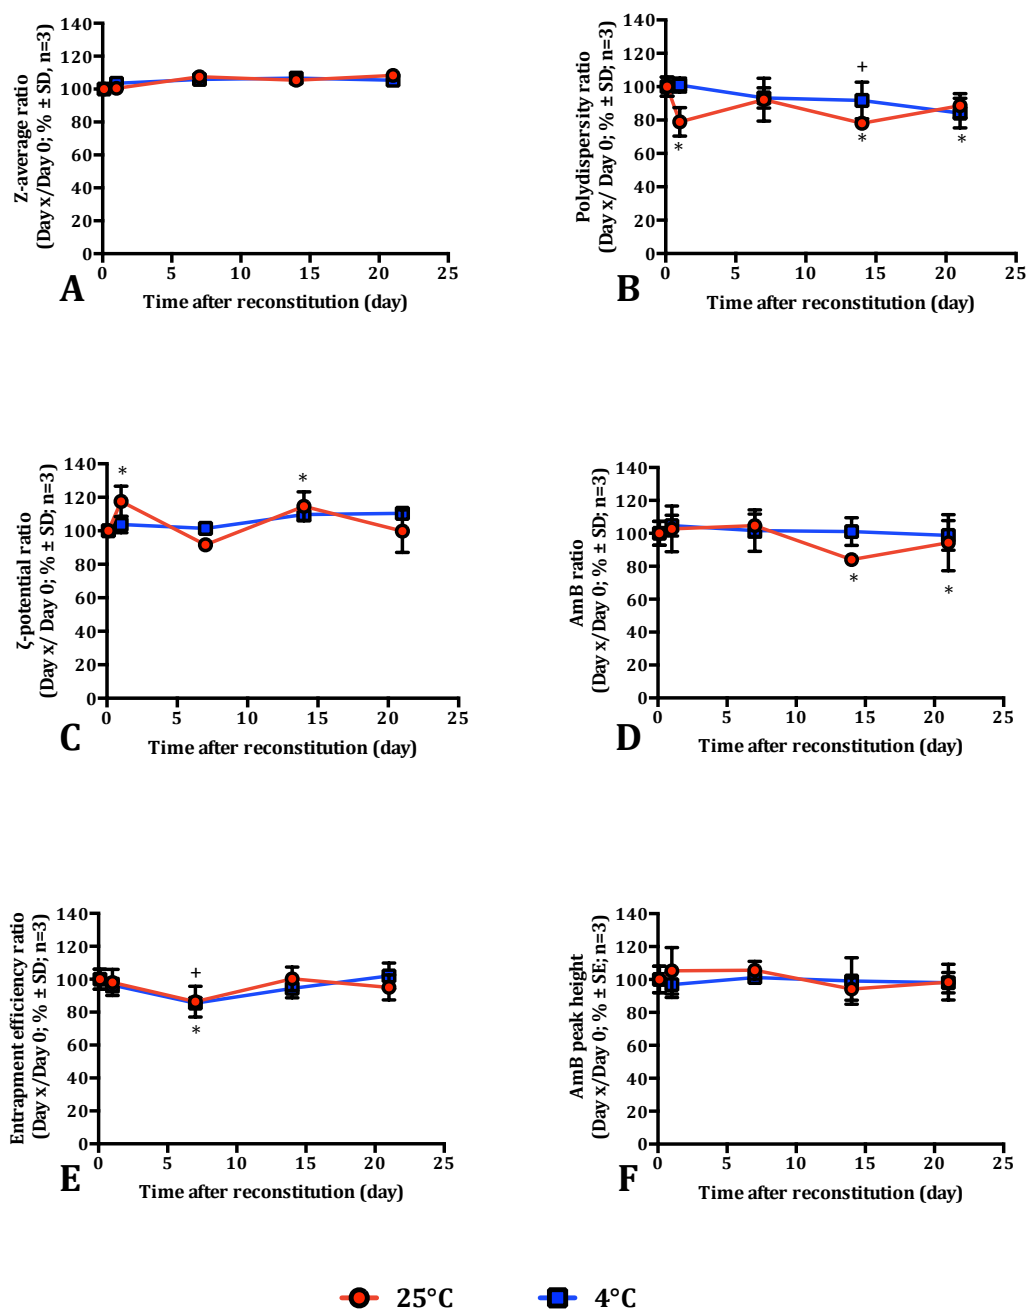 140
120
100
80
60
40
20
0
Z-average ratio
(Day x/Day 0; % ± SD, n=3)
0 5 10 15 20 25
A
Time after reconstitution (day)
140
120
100
80
60
40
20
0
Polydispersity ratio
(Day x/ Day 0; % ± SD; n=3)
+
* * *
0 5 10 15 20 25
B
Time after reconstitution (day)
140
120
100
80
60
40
20
0
ζ-potential ratio
(Day x/ Day 0; % ± SD; n=3)
* *
0 5 10 15 20 25
C
Time after reconstitution (day)
140
120
100
80
60
40
20
0
AmB ratio
(Day x/Day 0; % ± SD; n=3)
* *
0 5 10 15 20 25
D
Time after reconstitution (day)
140
120
100
80
60
40
20
0
Entrapment efficiency ratio
(Day x/Day 0; % ± SD; n=3)
+
*
0 5 10 15 20 25
E
Time after reconstitution (day)
140
120
100
80
60
40
20
0
AmB peak height
(Day x/Day 0; % ± SE; n=3)
0 5 10 15 20 25
F
Time after reconstitution (day)
25°C 4°C